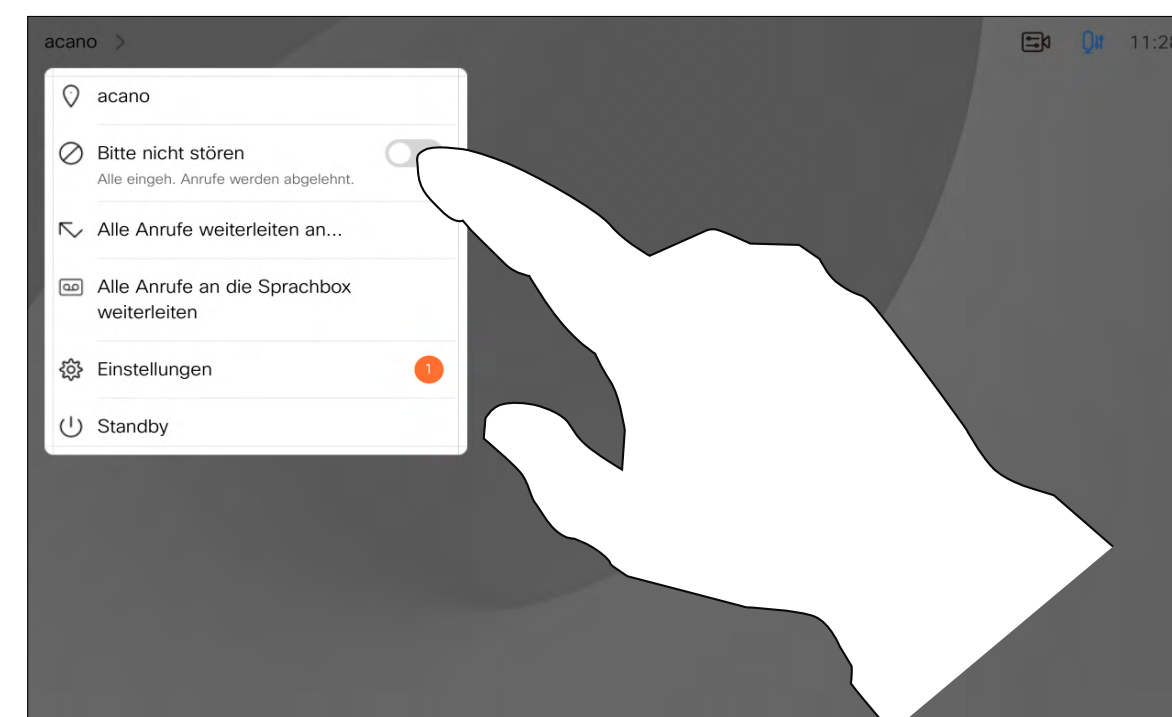 acano >
11:28
acano
Bitte nicht stören
Alle eingeh. Anrufe werden abgelehnt.
Alle Anrufe weiterleiten an...
Alle Anrufe an die Sprachbox
weiterleiten
Einstellungen
1
Standby